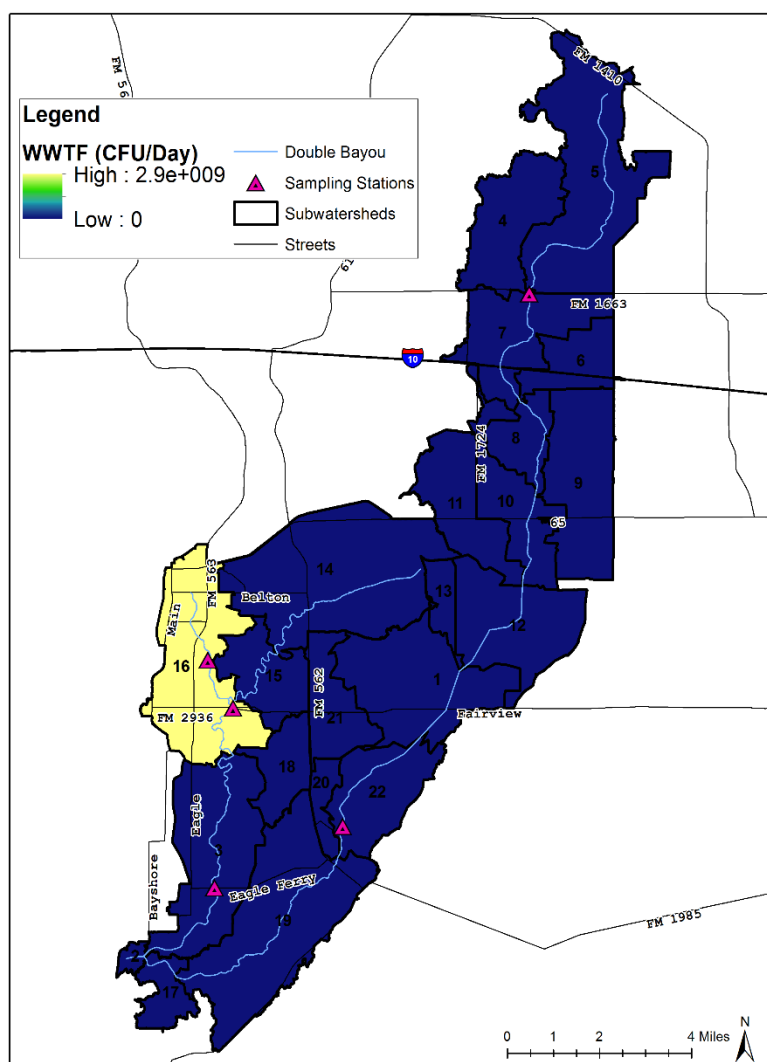 FM 1410
FM 56
Legend
WWTF (CFU/Day)
High : 2.9e+009
Low : 0
Double Bayou
Sampling Stations
Subwatersheds
Streets
5
4
61
FM 1663
7
6
10
FM 1724
8
9
11
10
65
14
FM 563
Belton
13
Main
12
16
15
FM 562
1
FM 2936
21
Fairview
18
20
22
Eagle
Bayshore
Eagle Ferry
19
FM 1985
2
17
0 1 2 4 Miles
N